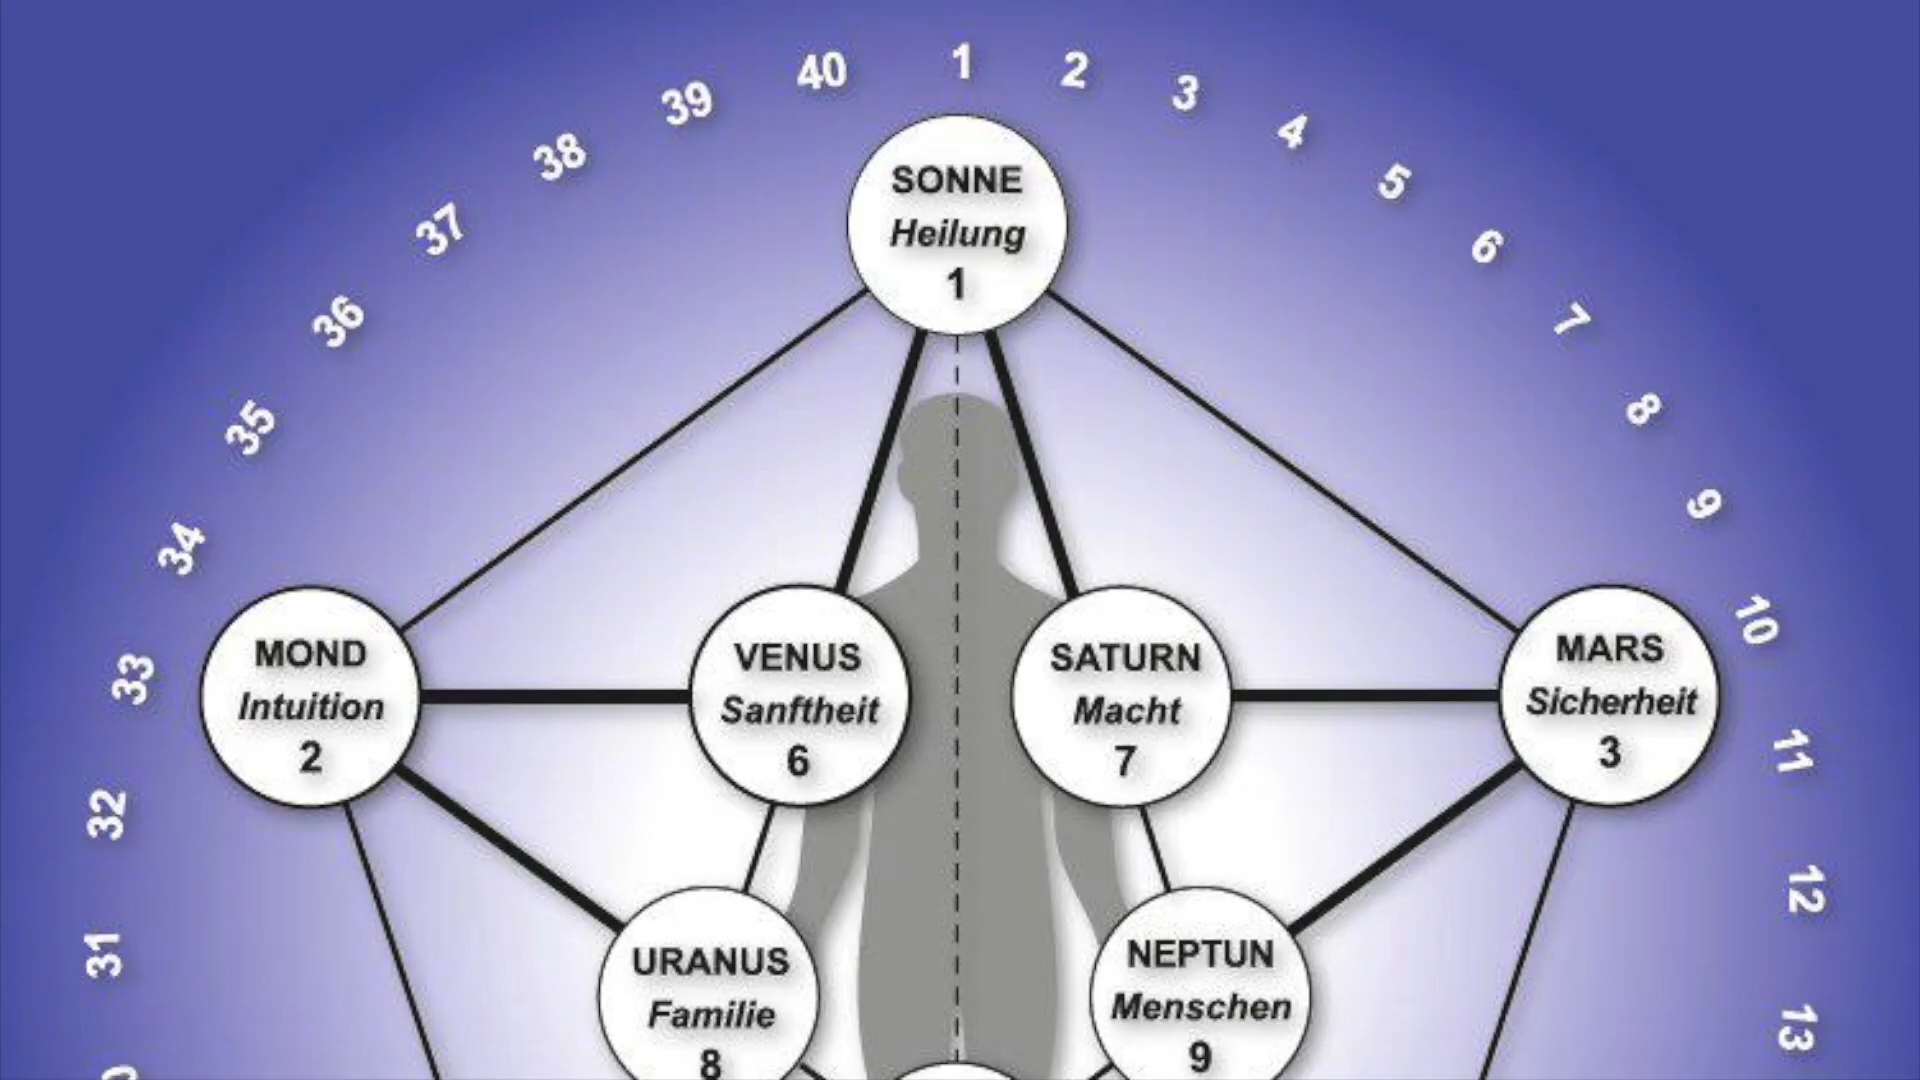 1
2
3
4
5
6
7
8
9
10
11
12
13
31
32
33
34
35
36
37
38
39
40
SONNE
Heilung
1
MOND
Intuition
2
VENUS
Sanftheit
6
SATURN
Macht
7
MARS
Sicherheit
3
URANUS
Familie
8
NEPTUN
Menschen
9